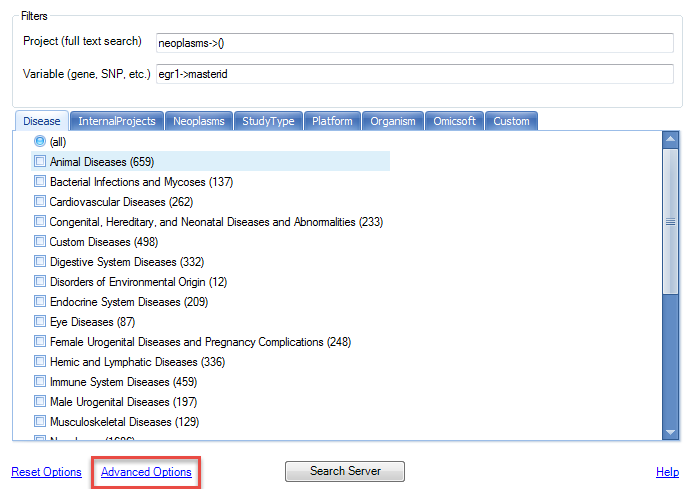 Filters
Project (full text search) neoplasms->()
Variable (gene, SNP, etc.) egr1->masterid
Disease InternalProjects Neoplasms StudyType Platform Organism Omicsoft Custom
(all)
Animal Diseases (659)
Bacterial Infections and Mycoses (137)
Cardiovascular Diseases (262)
Congenital, Hereditary, and Neonatal Diseases and Abnormalities (233)
Custom Diseases (498)
Digestive System Diseases (332)
Disorders of Environmental Origin (12)
Endocrine System Diseases (209)
Eye Diseases (87)
Female Urogenital Diseases and Pregnancy Complications (248)
Hemic and Lymphatic Diseases (336)
Immune System Diseases (459)
Male Urogenital Diseases (197)
Musculoskeletal Diseases (129)
Reset Options Advanced Options Search Server Help